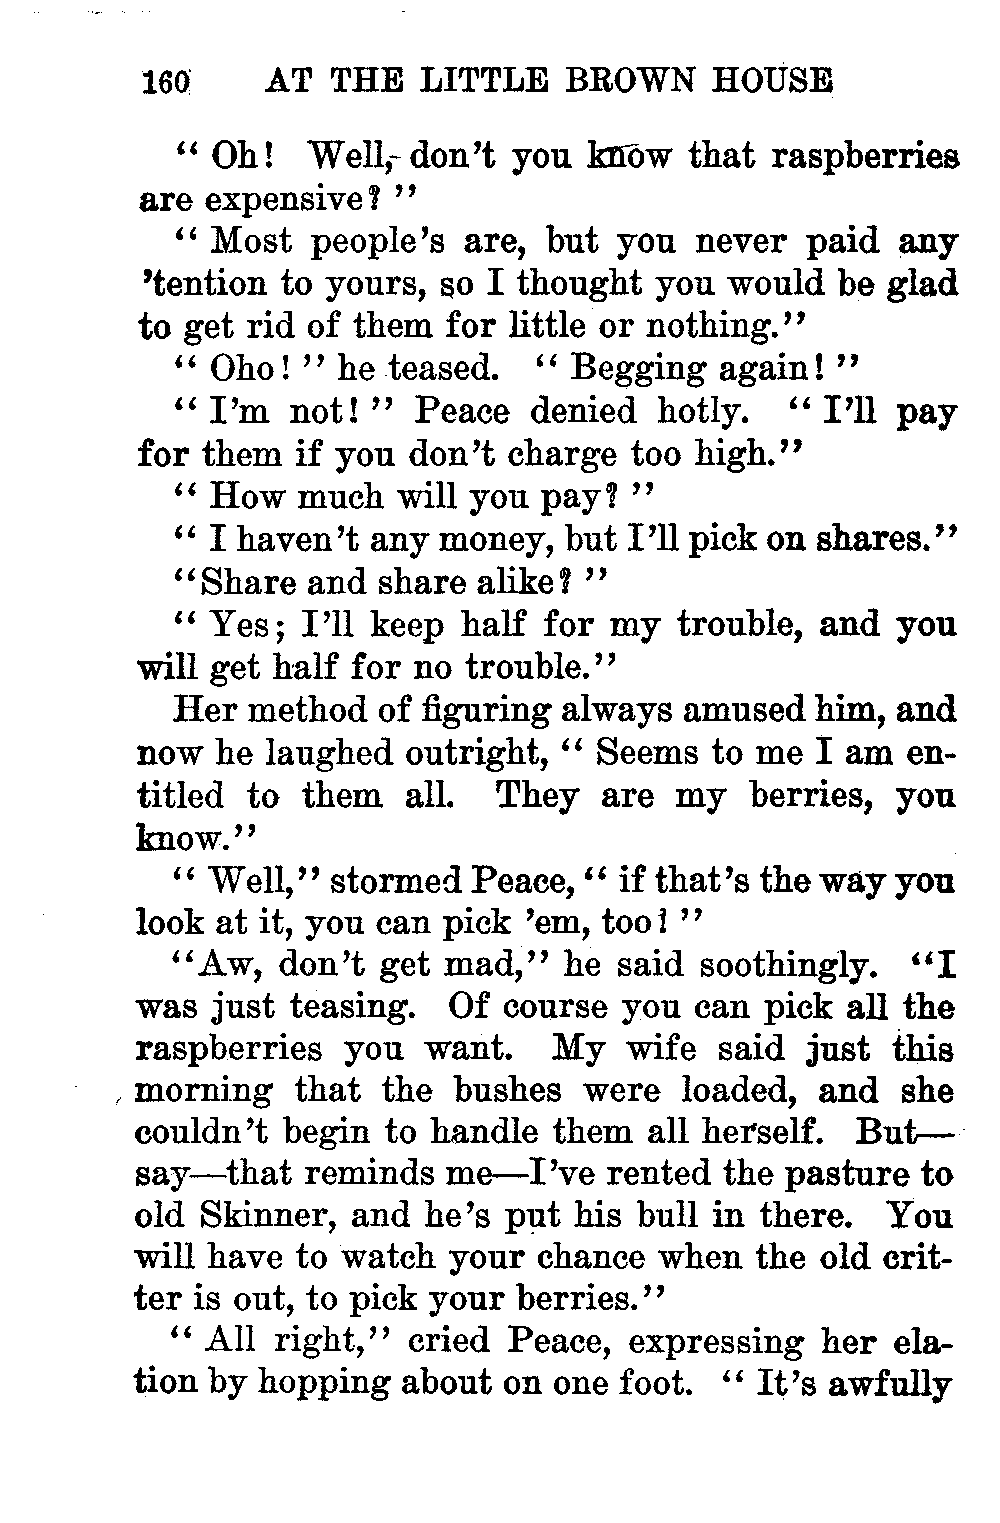 160 AT THE LITTLE BROWN HOUSE
“ Oh! Well, don’t you know that raspberries
are expensive? ”
“ Most people’s are, but you never paid any
’tention to yours, so I thought you would be glad
to get rid of them for little or nothing.”
“ Oho! ” he teased. “ Begging again! ”
“ I’m not! ” Peace denied hotly. “ I’ll pay
for them if you don’t charge too high.”
“ How much will you pay? ”
“ I haven’t any money, but I’ll pick on shares.”
“Share and share alike? ”
“ Yes; I’ll keep half for my trouble, and you
will get half for no trouble.”
Her method of figuring always amused him, and
now he laughed outright, “ Seems to me I am en-
titled to them all. They are my berries, you
know.”
“ Well,” stormed Peace, “ if that’s the way you
look at it, you can pick ’em, too! ”
“Aw, don’t get mad,” he said soothingly. “I
was just teasing. Of course you can pick all the
raspberries you want. My wife said just this
morning that the bushes were loaded, and she
couldn’t begin to handle them all herself. But—
say—that reminds me—I’ve rented the pasture to
old Skinner, and he’s put his bull in there. You
will have to watch your chance when the old crit-
ter is out, to pick your berries.”
“ All right,” cried Peace, expressing her ela-
tion by hopping about on one foot. “ It’s awfully